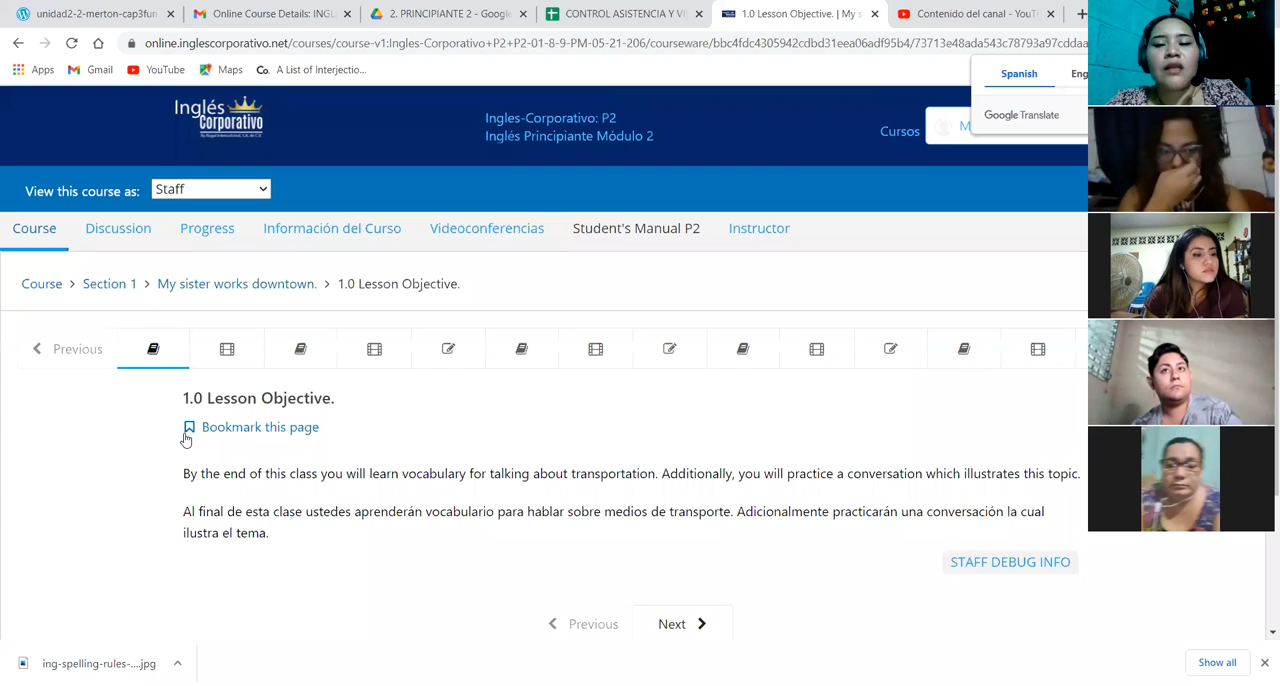 unidad2-2-merton-cap3fun
Online Course Details: INGL
2. PRINCIPIANTE 2 - Google
CONTROL ASISTENCIA Y VI
1.0 Lesson Objective. | My s
Contenido del canal - YouT
online.inglescorporativo.net/courses/course-v1:Ingles-Corporativo+P2+P2-01-8-9-PM-05-21-206/courseware/bbc4fdc4305942cdbd31eea06adf95b4/73713e48ada543c78793a97cddaa
Apps
Gmail
YouTube
Maps
Co. A List of Interjectio...
Spanish
Eng
Google Translate
Inglés
Corporativo
Ingles-Corporativo: P2
Inglés Principiante Módulo 2
Cursos
M
View this course as:
Staff
Course
Discussion
Progress
Información del Curso
Videoconferencias
Student's Manual P2
Instructor
Course > Section 1 > My sister works downtown. > 1.0 Lesson Objective.
Previous
1.0 Lesson Objective.
Bookmark this page
By the end of this class you will learn vocabulary for talking about transportation. Additionally, you will practice a conversation which illustrates this topic.
Al final de esta clase ustedes aprenderán vocabulario para hablar sobre medios de transporte. Adicionalmente practicarán una conversación la cual
ilustra el tema.
STAFF DEBUG INFO
Previous
Next
ing-spelling-rules-....jpg
Show all